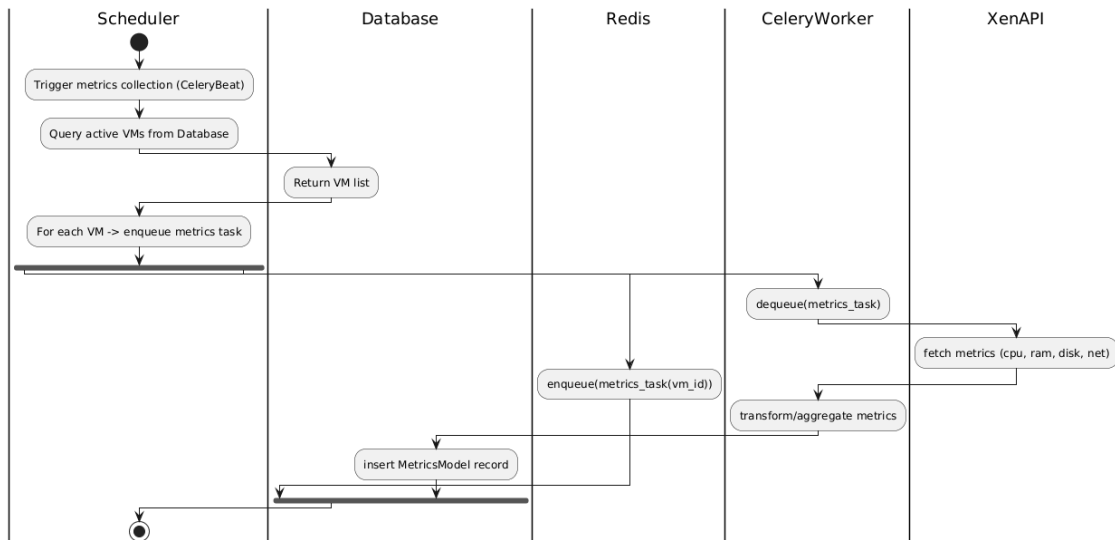 Scheduler
Database
Redis
CeleryWorker
XenAPI
Trigger metrics collection (CeleryBeat)
Query active VMs from Database
Return VM list
For each VM -> enqueue metrics task
dequeue(metrics_task)
fetch metrics (cpu, ram, disk, net)
enqueue(metrics_task(vm_id))
transform/aggregate metrics
insert MetricsModel record